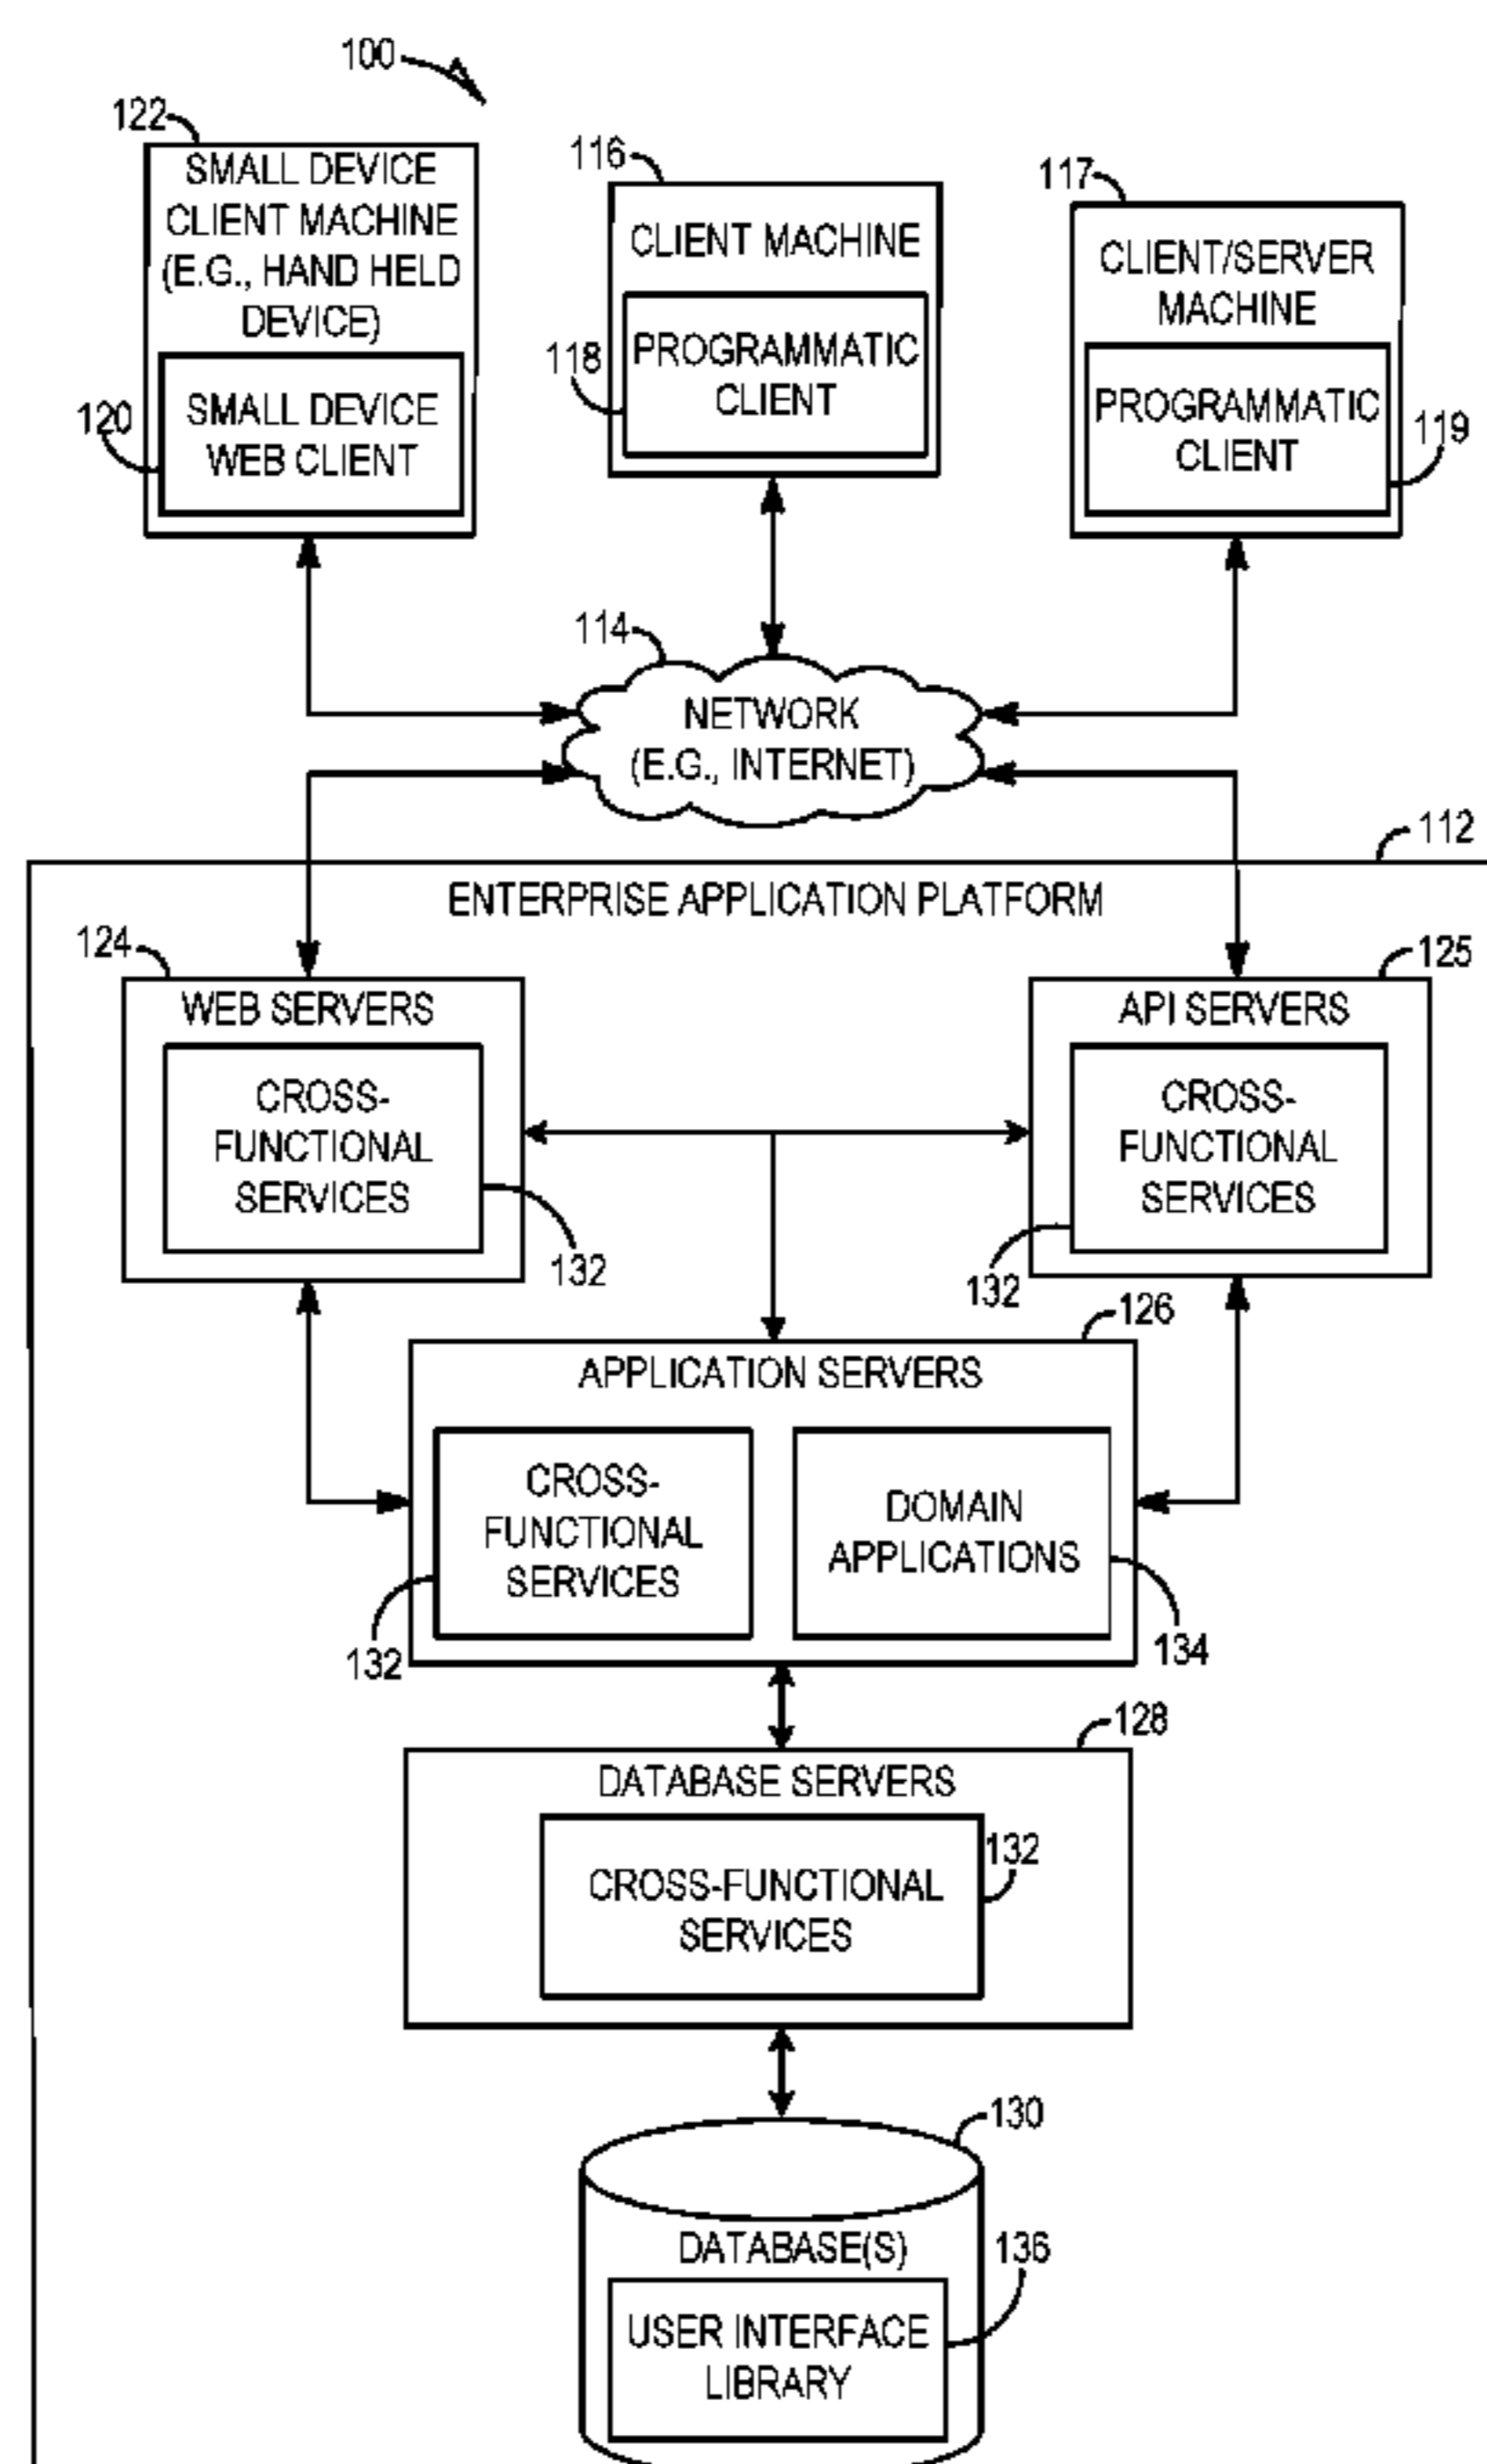 100
122
SMALL DEVICE
CLIENT MACHINE
(E.G., HAND HELD
DEVICE)
120
SMALL DEVICE
WEB CLIENT
116
CLIENT MACHINE
118
PROGRAMMATIC
CLIENT
117
CLIENT/SERVER
MACHINE
PROGRAMMATIC
CLIENT
119
114
NETWORK
(E.G., INTERNET)
112
ENTERPRISE APPLICATION PLATFORM
124
WEB SERVERS
CROSS-
FUNCTIONAL
SERVICES
132
125
API SERVERS
CROSS-
FUNCTIONAL
SERVICES
132
126
APPLICATION SERVERS
CROSS-
FUNCTIONAL
SERVICES
132
DOMAIN
APPLICATIONS
134
128
DATABASE SERVERS
132
CROSS-FUNCTIONAL
SERVICES
130
DATABASE(S)
136
USER INTERFACE
LIBRARY